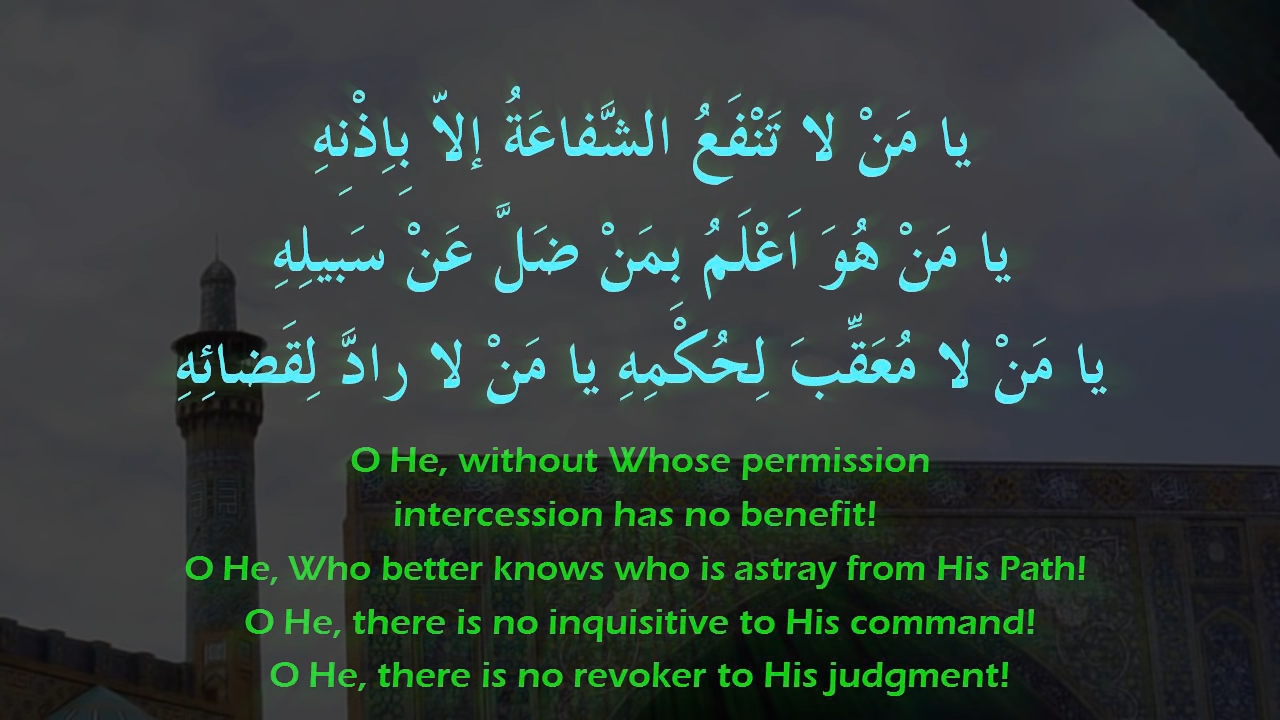 يا مَنْ لا تَنْفَعُ الشَّفاعَةُ إلاّ بِاِذْنِهِ
يا مَنْ هُوَ اَعْلَمُ بِمَنْ ضَلَّ عَنْ سَبيلِهِ
يا مَنْ لا مُعَقِّبَ لِحُكْمِهِ يا مَنْ لا رادَّ لِقَضائِهِ
O He, without Whose permission
intercession has no benefit!
O He, Who better knows who is astray from His Path!
O He, there is no inquisitive to His command!
O He, there is no revoker to His judgment!